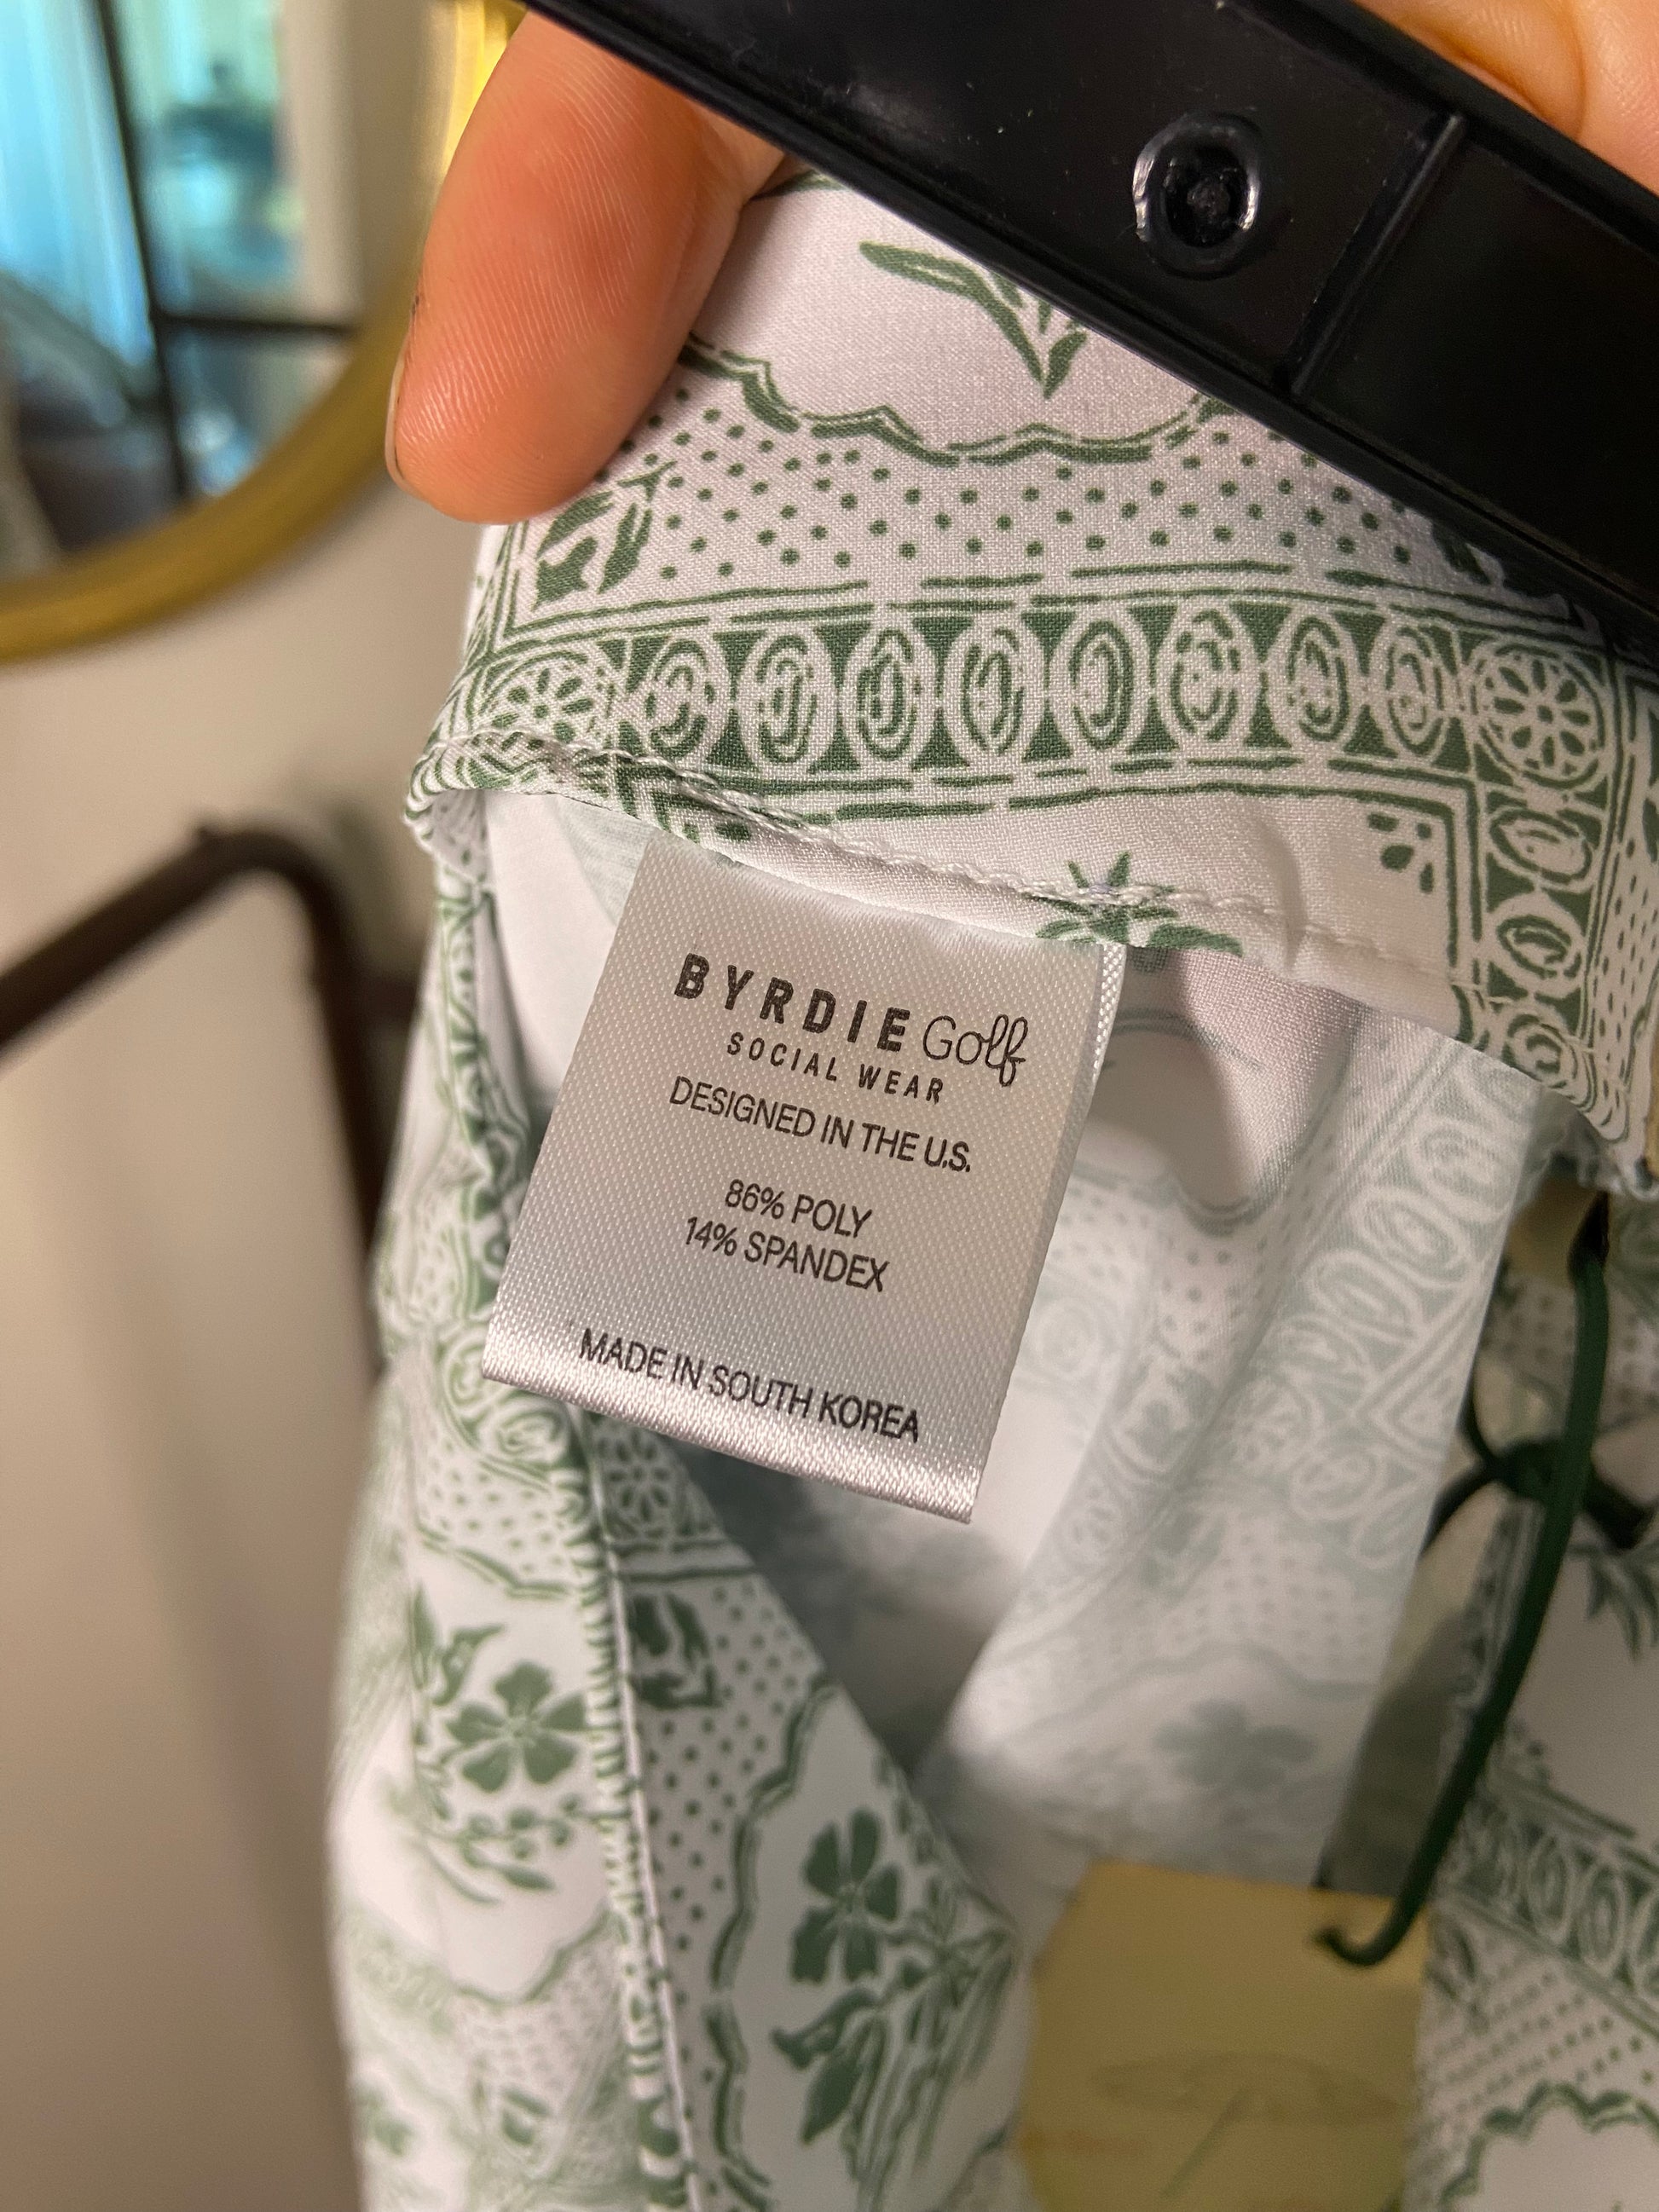 BYRDIE Golf
SOCIAL WEAR
DESIGNED IN THE U.S.
86% POLY
14% SPANDEX
MADE IN SOUTH KOREA